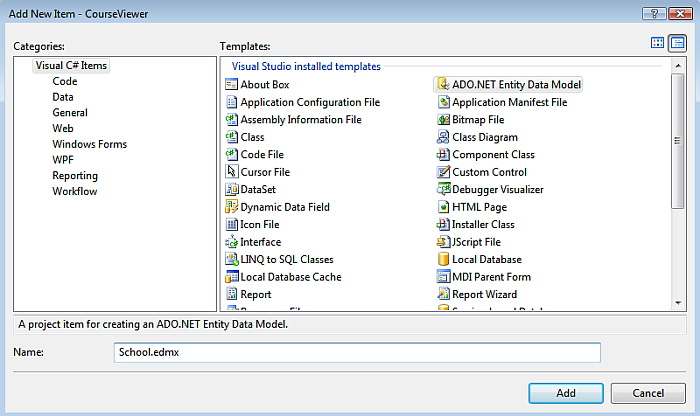 Add New Item - CourseViewer
Categories: Templates:
Visual C# Items
Code
Data
General
Web
Windows Forms
WPF
Reporting
Workflow
Visual Studio installed templates
About Box ADO.NET Entity Data Model
Application Configuration File Application Manifest File
Assembly Information File Bitmap File
Class Class Diagram
Code File Component Class
Cursor File Custom Control
DataSet Debugger Visualizer
Dynamic Data Field HTML Page
Icon File Installer Class
Interface JScript File
LINQ to SQL Classes Local Database
Local Database Cache MDI Parent Form
Report Report Wizard
A project item for creating an ADO.NET Entity Data Model.
Name: School.edmx
Add Cancel